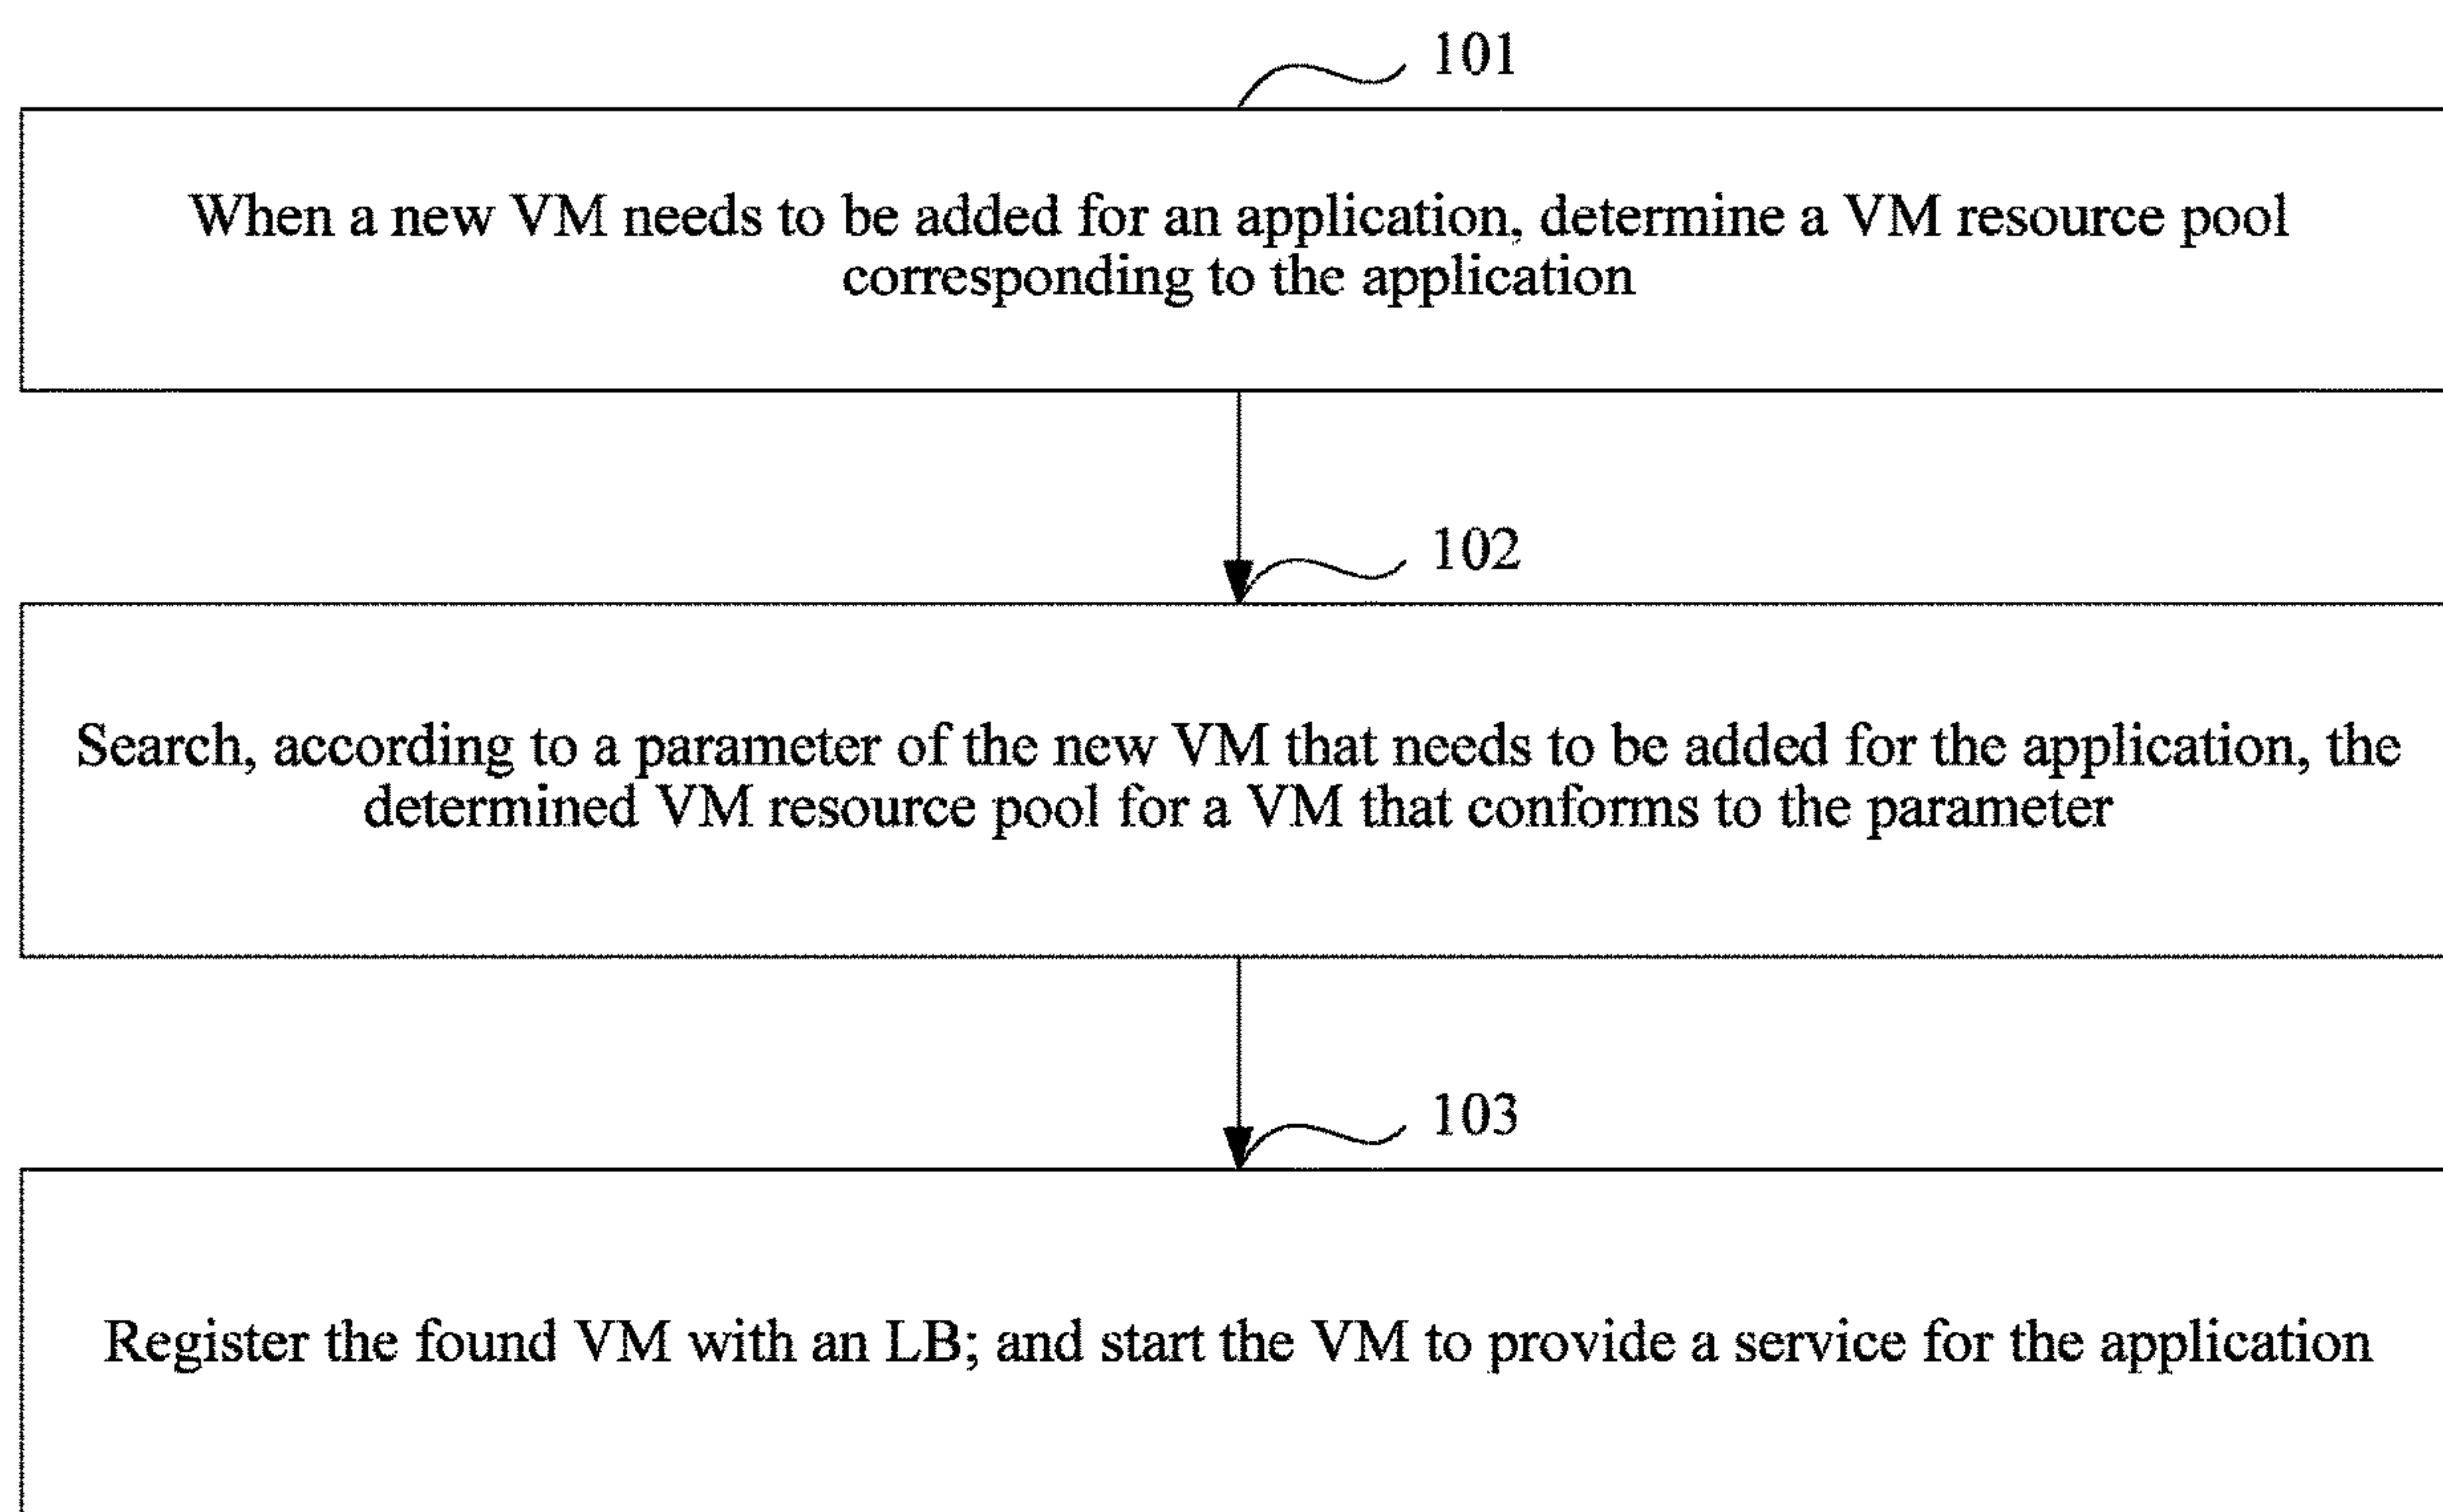 101
When a new VM needs to be added for an application, determine a VM resource pool
corresponding to the application
102
Search, according to a parameter of the new VM that needs to be added for the application, the
determined VM resource pool for a VM that conforms to the parameter
103
Register the found VM with an LB; and start the VM to provide a service for the application